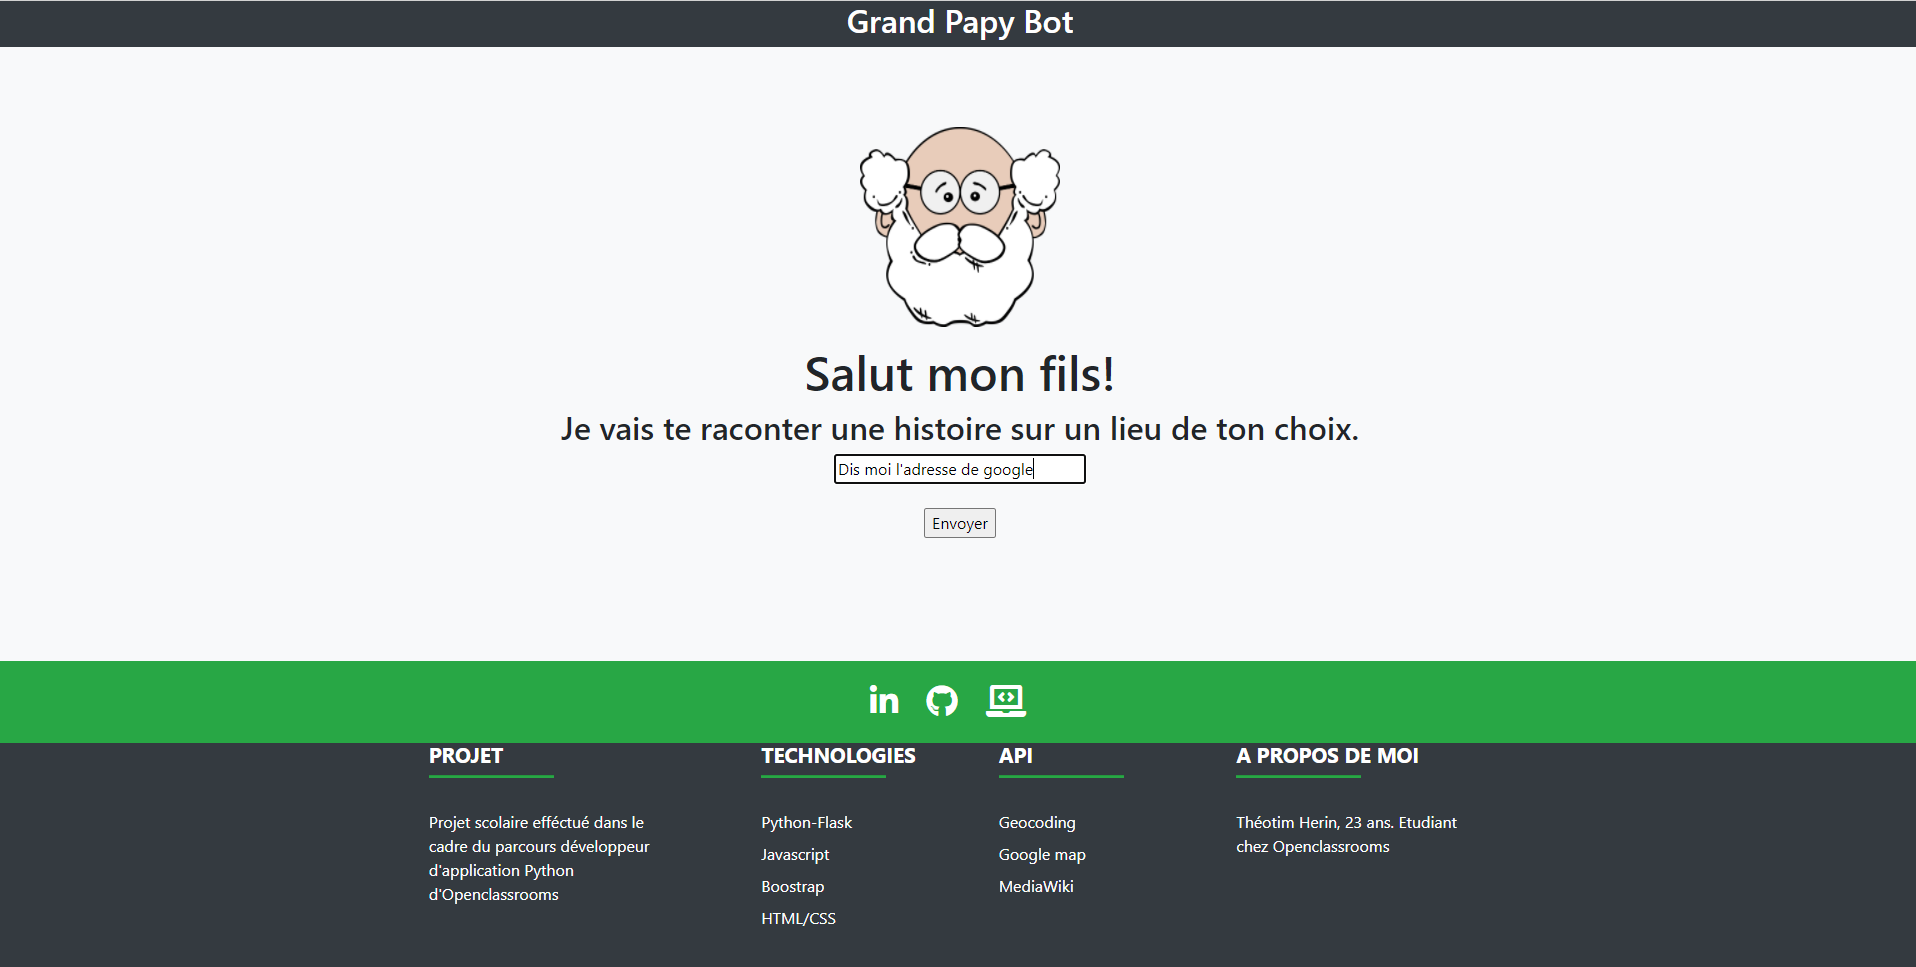 Grand Papy Bot
Salut mon fils!
Je vais te raconter une histoire sur un lieu de ton choix.
Dis moi l'adresse de google
Envoyer
in
PROJET
Projet scolaire efféctué dans le
cadre du parcours développeur
d'application Python
d'Openclassrooms
TECHNOLOGIES
Python-Flask
Javascript
Boostrap
HTML/CSS
API
Geocoding
Google map
MediaWiki
A PROPOS DE MOI
Théotim Herin, 23 ans. Etudiant
chez Openclassrooms